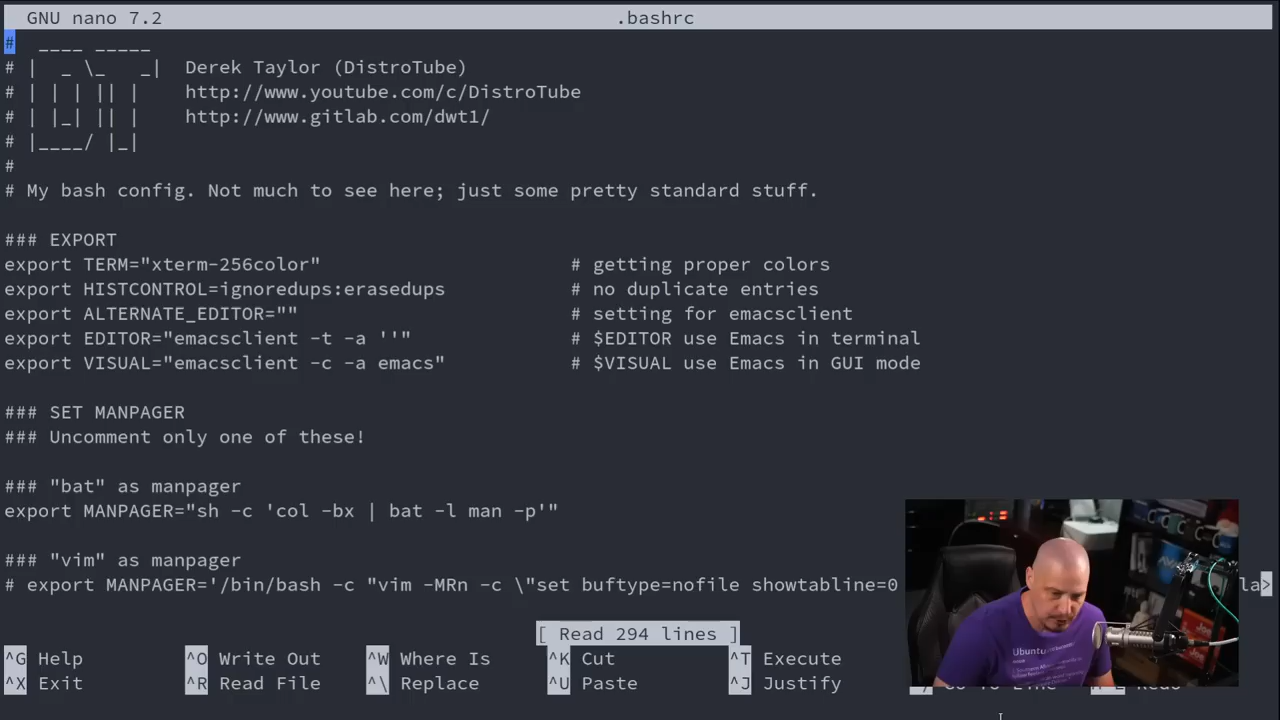 GNU nano 7.2 .bashrc
#   ____ _____
# |  _ \_   _|  Derek Taylor (DistroTube)
# | | | || |    http://www.youtube.com/c/DistroTube
# | |_| || |    http://www.gitlab.com/dwt1/
# |____/ |_|
#
# My bash config. Not much to see here; just some pretty standard stuff.
### EXPORT
export TERM="xterm-256color"                      # getting proper colors
export HISTCONTROL=ignoredups:erasedups           # no duplicate entries
export ALTERNATE_EDITOR=""                        # setting for emacsclient
export EDITOR="emacsclient -t -a ''"              # $EDITOR use Emacs in terminal
export VISUAL="emacsclient -c -a emacs"           # $VISUAL use Emacs in GUI mode
### SET MANPAGER
### Uncomment only one of these!
### "bat" as manpager
export MANPAGER="sh -c 'col -bx | bat -l man -p'"
### "vim" as manpager
# export MANPAGER='/bin/bash -c "vim -MRn -c \"set buftype=nofile showtabline=0 la>
[ Read 294 lines ]
^G Help ^O Write Out ^W Where Is ^K Cut ^T Execute
^X Exit ^R Read File ^\ Replace ^U Paste ^J Justify
Ubuntu